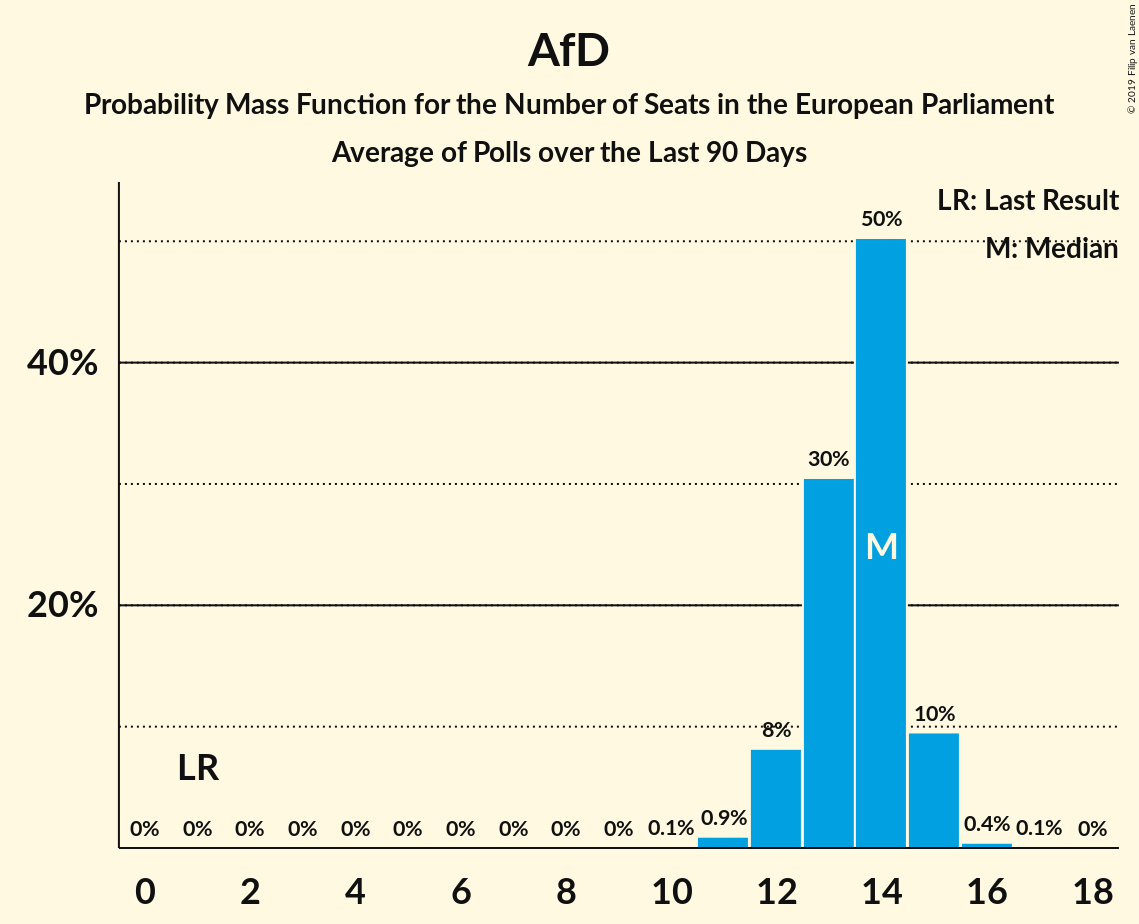 AfD
Probability Mass Function for the Number of Seats in the European Parliament
Average of Polls over the Last 90 Days
© 2019 Filip van Laenen
LR: Last Result
M: Median
50%
40%
30%
M
20%
10%
8%
LR
0% 0% 0% 0% 0% 0% 0% 0% 0% 0% 0.1% 0.9% 0.4% 0.1% 0%
0 2 4 6 8 10 12 14 16 18